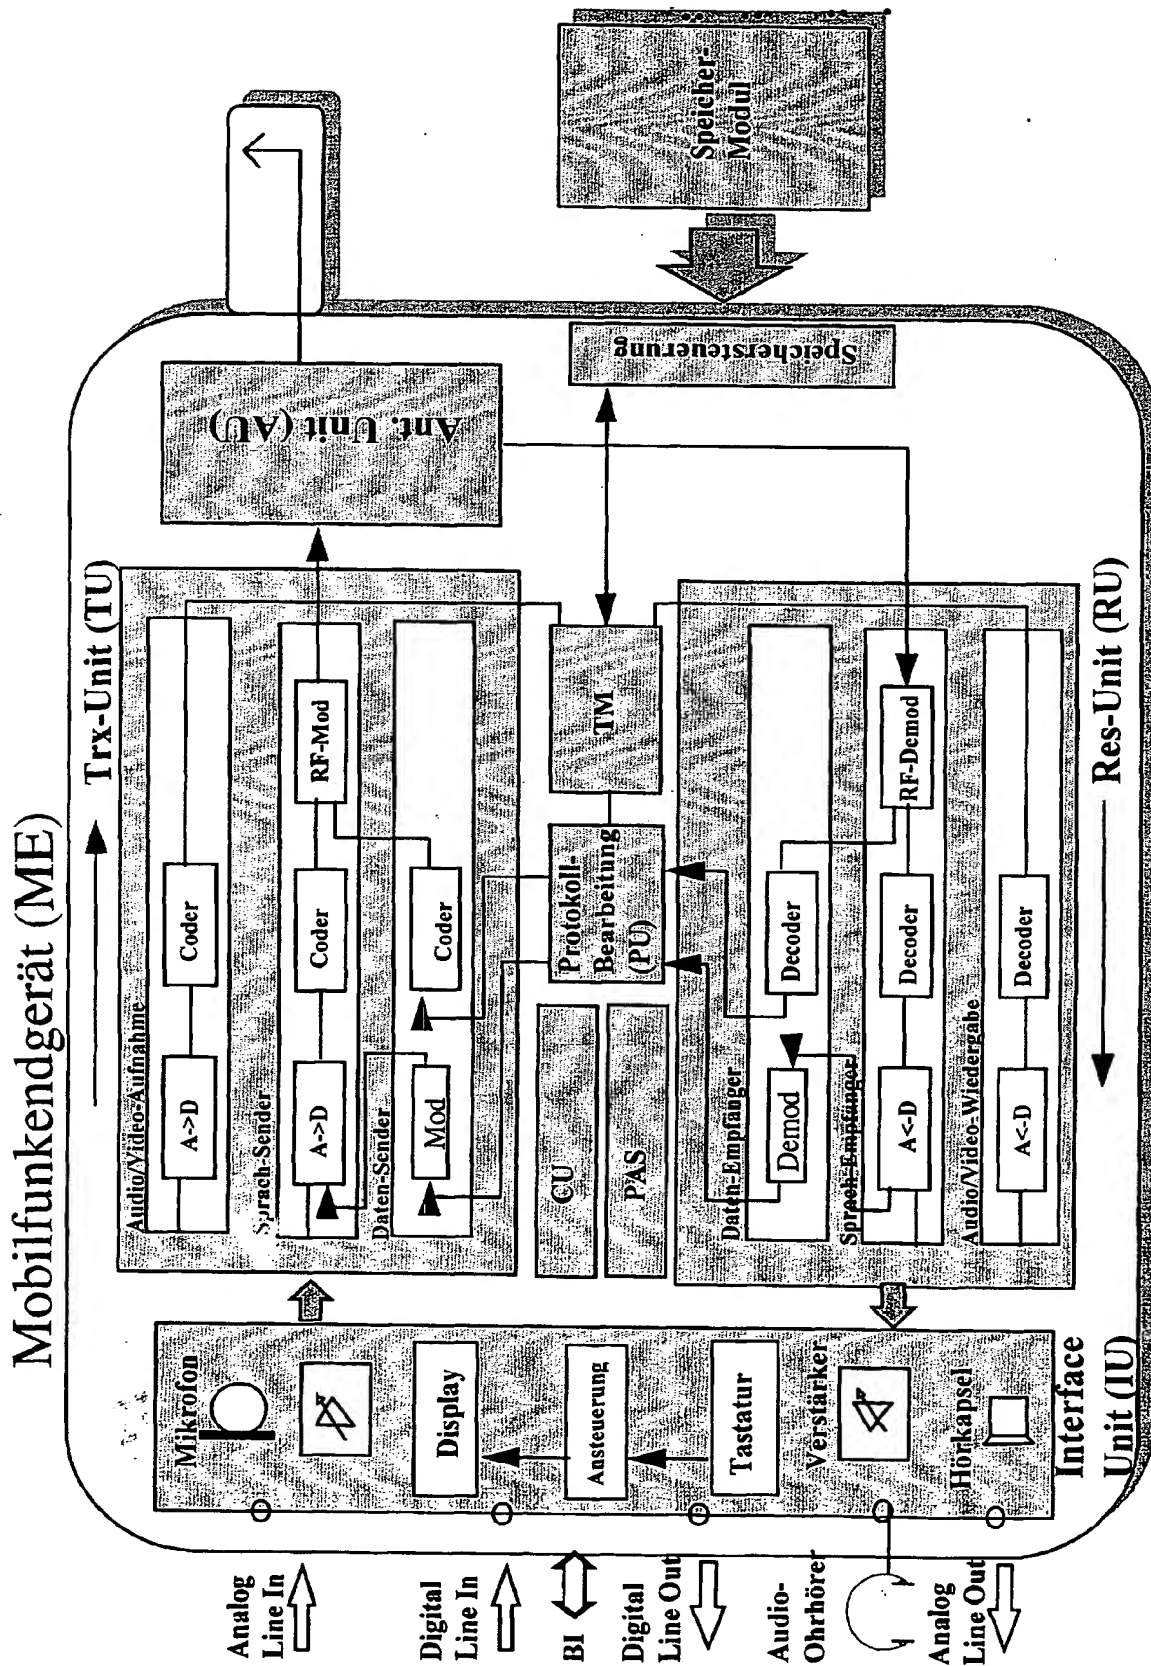 Mobilfunkendgerät (ME)
Trx-Unit (TU)
Audio/Video-Aufnahme
A->D
Coder
Sprach-Sender
A->D
Coder
RF-Mod
Daten-Sender
Mod
Coder
Ant. Unit (AU)
Mikrofon
Display
Ansteuerung
Tastatur
Verstärker
Hörkapsel
Interface
Unit (IU)
Analog
Line In
Digital
Line In
BI
Digital
Line Out
Audio-
Ohrhörer
Analog
Line Out
CU
PAS
Protokoll-
Bearbeitung
(PU)
TM
Speichersteuerung
Speicher-
Modul
Daten-Empfänger
Demod
Decoder
Sprach-Empfänger
A<-D
Decoder
RF-Demod
Audio/Video-Wiedergabe
A<-D
Decoder
Res-Unit (RU)